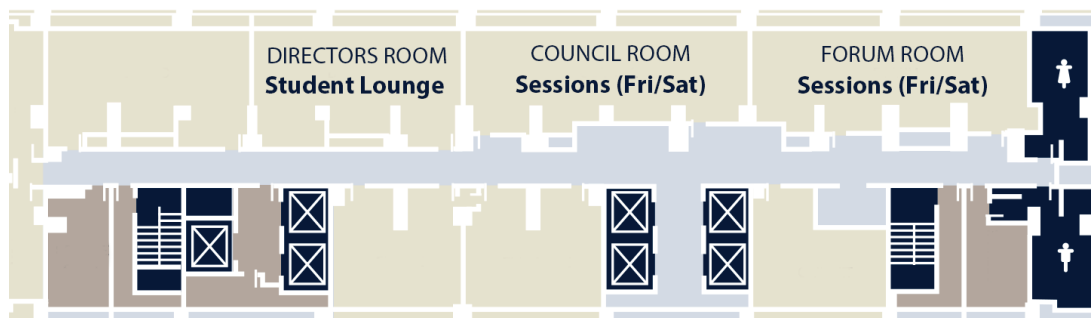 DIRECTORS ROOM
Student Lounge
COUNCIL ROOM
Sessions (Fri/Sat)
FORUM ROOM
Sessions (Fri/Sat)